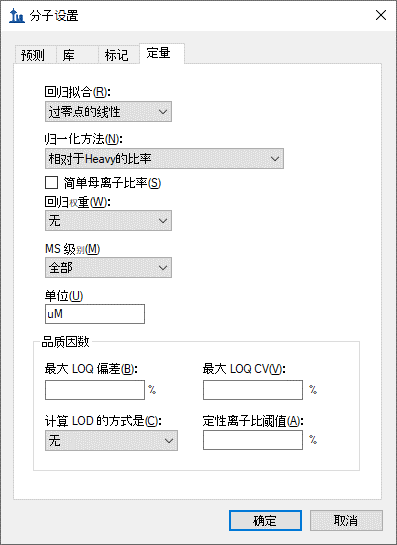 分子设置
预测 库 标记 定量
回归拟合(R):
过零点的线性
归一化方法(N):
相对于Heavy的比率
简单母离子比率(S)
回归权重(W):
无
MS 级别(M)
全部
单位(U)
uM
品质因数
最大 LOQ 偏差(B): 最大 LOQ CV(V):
% %
计算 LOD 的方式是(C): 定性离子比阈值(A):
无 %
确定 取消